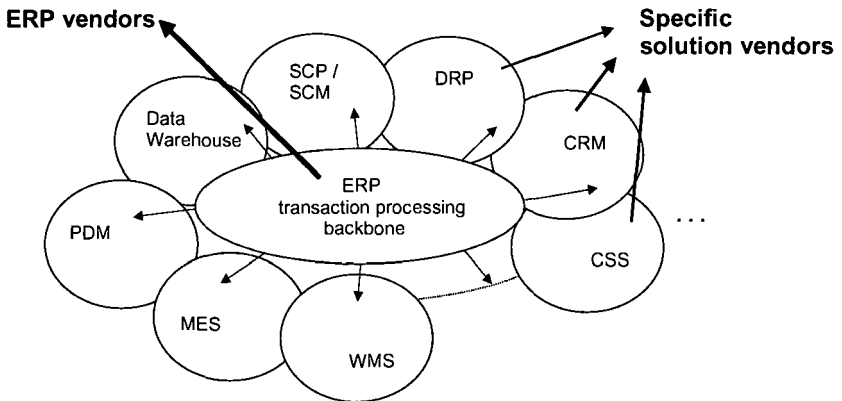 ERP vendors
Specific
solution vendors
SCP /
SCM
DRP
Data
Warehouse
CRM
ERP
transaction processing
backbone
PDM
. . .
CSS
MES
WMS